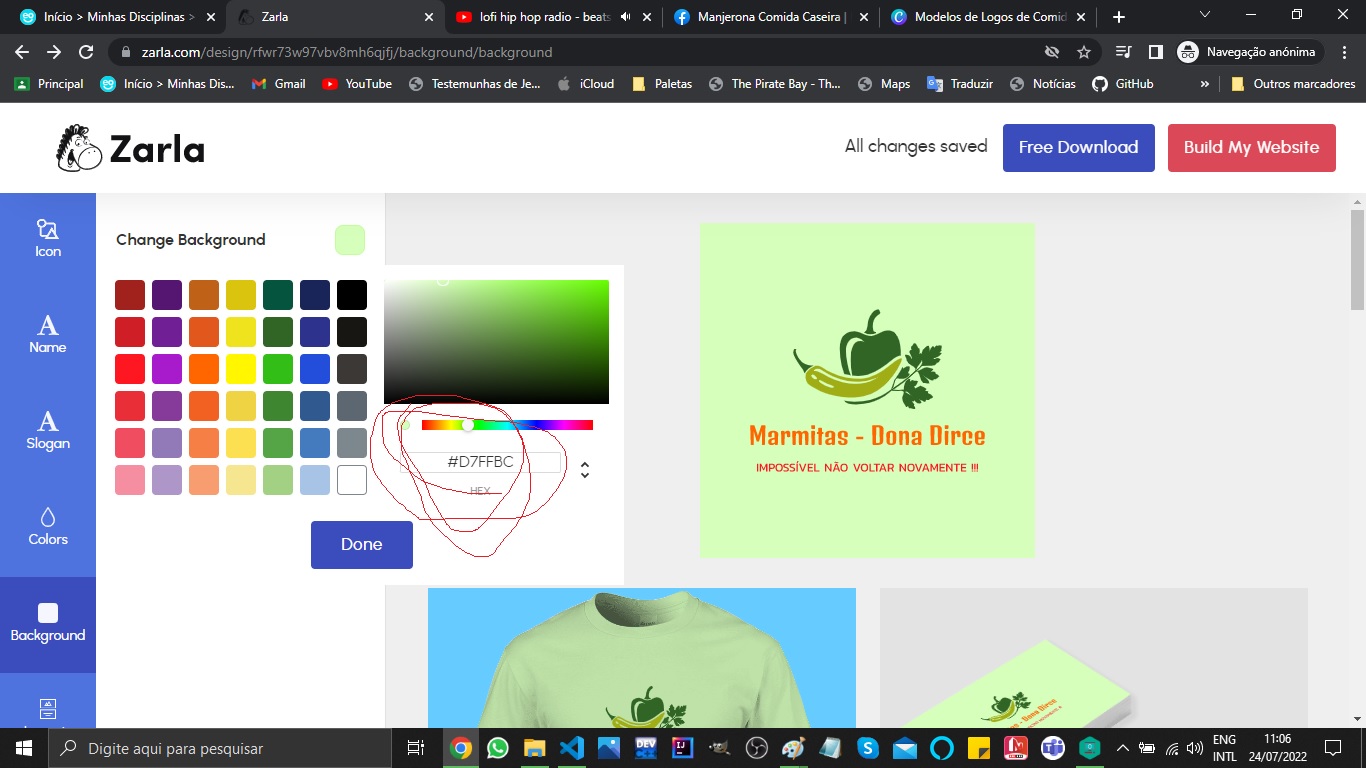 Início > Minhas Disciplinas >
Zarla
lofi hip hop radio - beats
Manjerona Comida Caseira |
Modelos de Logos de Comid
zarla.com/design/rfwr73w97vbv8mh6qjfj/background/background
Navegação anónima
Principal
Início > Minhas Dis...
Gmail
YouTube
Testemunhas de Je...
iCloud
Paletas
The Pirate Bay - Th...
Maps
Traduzir
Notícias
GitHub
»
Outros marcadores
Zarla
All changes saved
Free Download
Build My Website
Icon
Name
Slogan
Colors
Background
Change Background
#D7FFBC
HEX
Done
Marmitas - Dona Dirce
IMPOSSÍVEL NÃO VOLTAR NOVAMENTE !!!
Marmitas - Dona Dirce
Digite aqui para pesquisar
ENG
INTL
11:06
24/07/2022